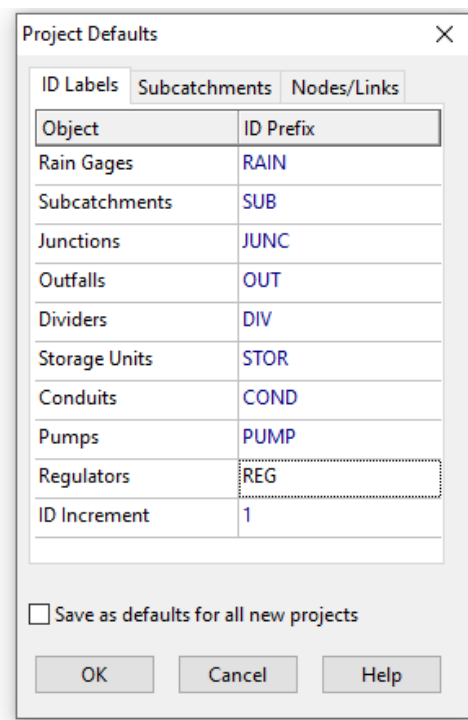 Project Defaults
ID Labels Subcatchments Nodes/Links
Object ID Prefix
Rain Gages RAIN
Subcatchments SUB
Junctions JUNC
Outfalls OUT
Dividers DIV
Storage Units STOR
Conduits COND
Pumps PUMP
Regulators REG
ID Increment 1
Save as defaults for all new projects
OK Cancel Help